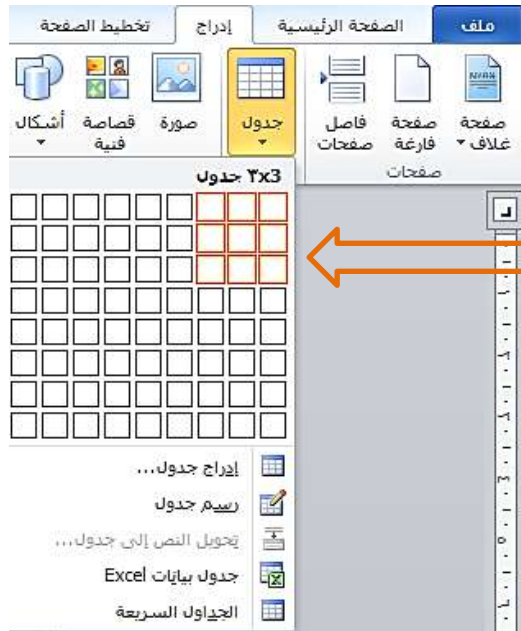 ملف الصفحة الرئيسية إدراج تخطيط الصفحة
صفحة غلاف
صفحة فارغة
فاصل صفحات
جدول
صورة
قصاصة فنية
أشكال
صفحات
٣x3 جدول
إدراج جدول...
رسم جدول
تحويل النص إلى جدول...
جدول بيانات Excel
الجداول السريعة